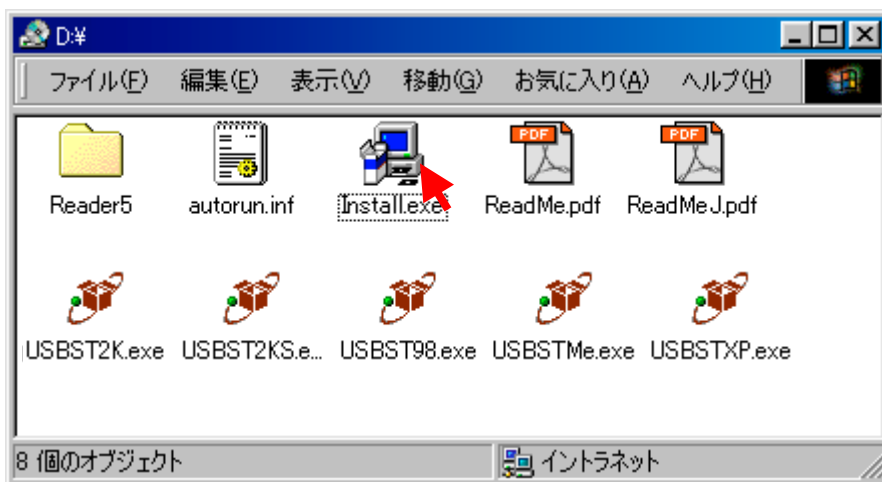 D:¥
ファイル(F) 編集(E) 表示(V) 移動(G) お気に入り(A) ヘルプ(H)
PDF PDF
Reader5 autorun.inf Install.exe ReadMe.pdf ReadMeJ.pdf
USBST2K.exe USBST2KS.e... USBST98.exe USBSTMe.exe USBSTXP.exe
8 個のオブジェクト イントラネット